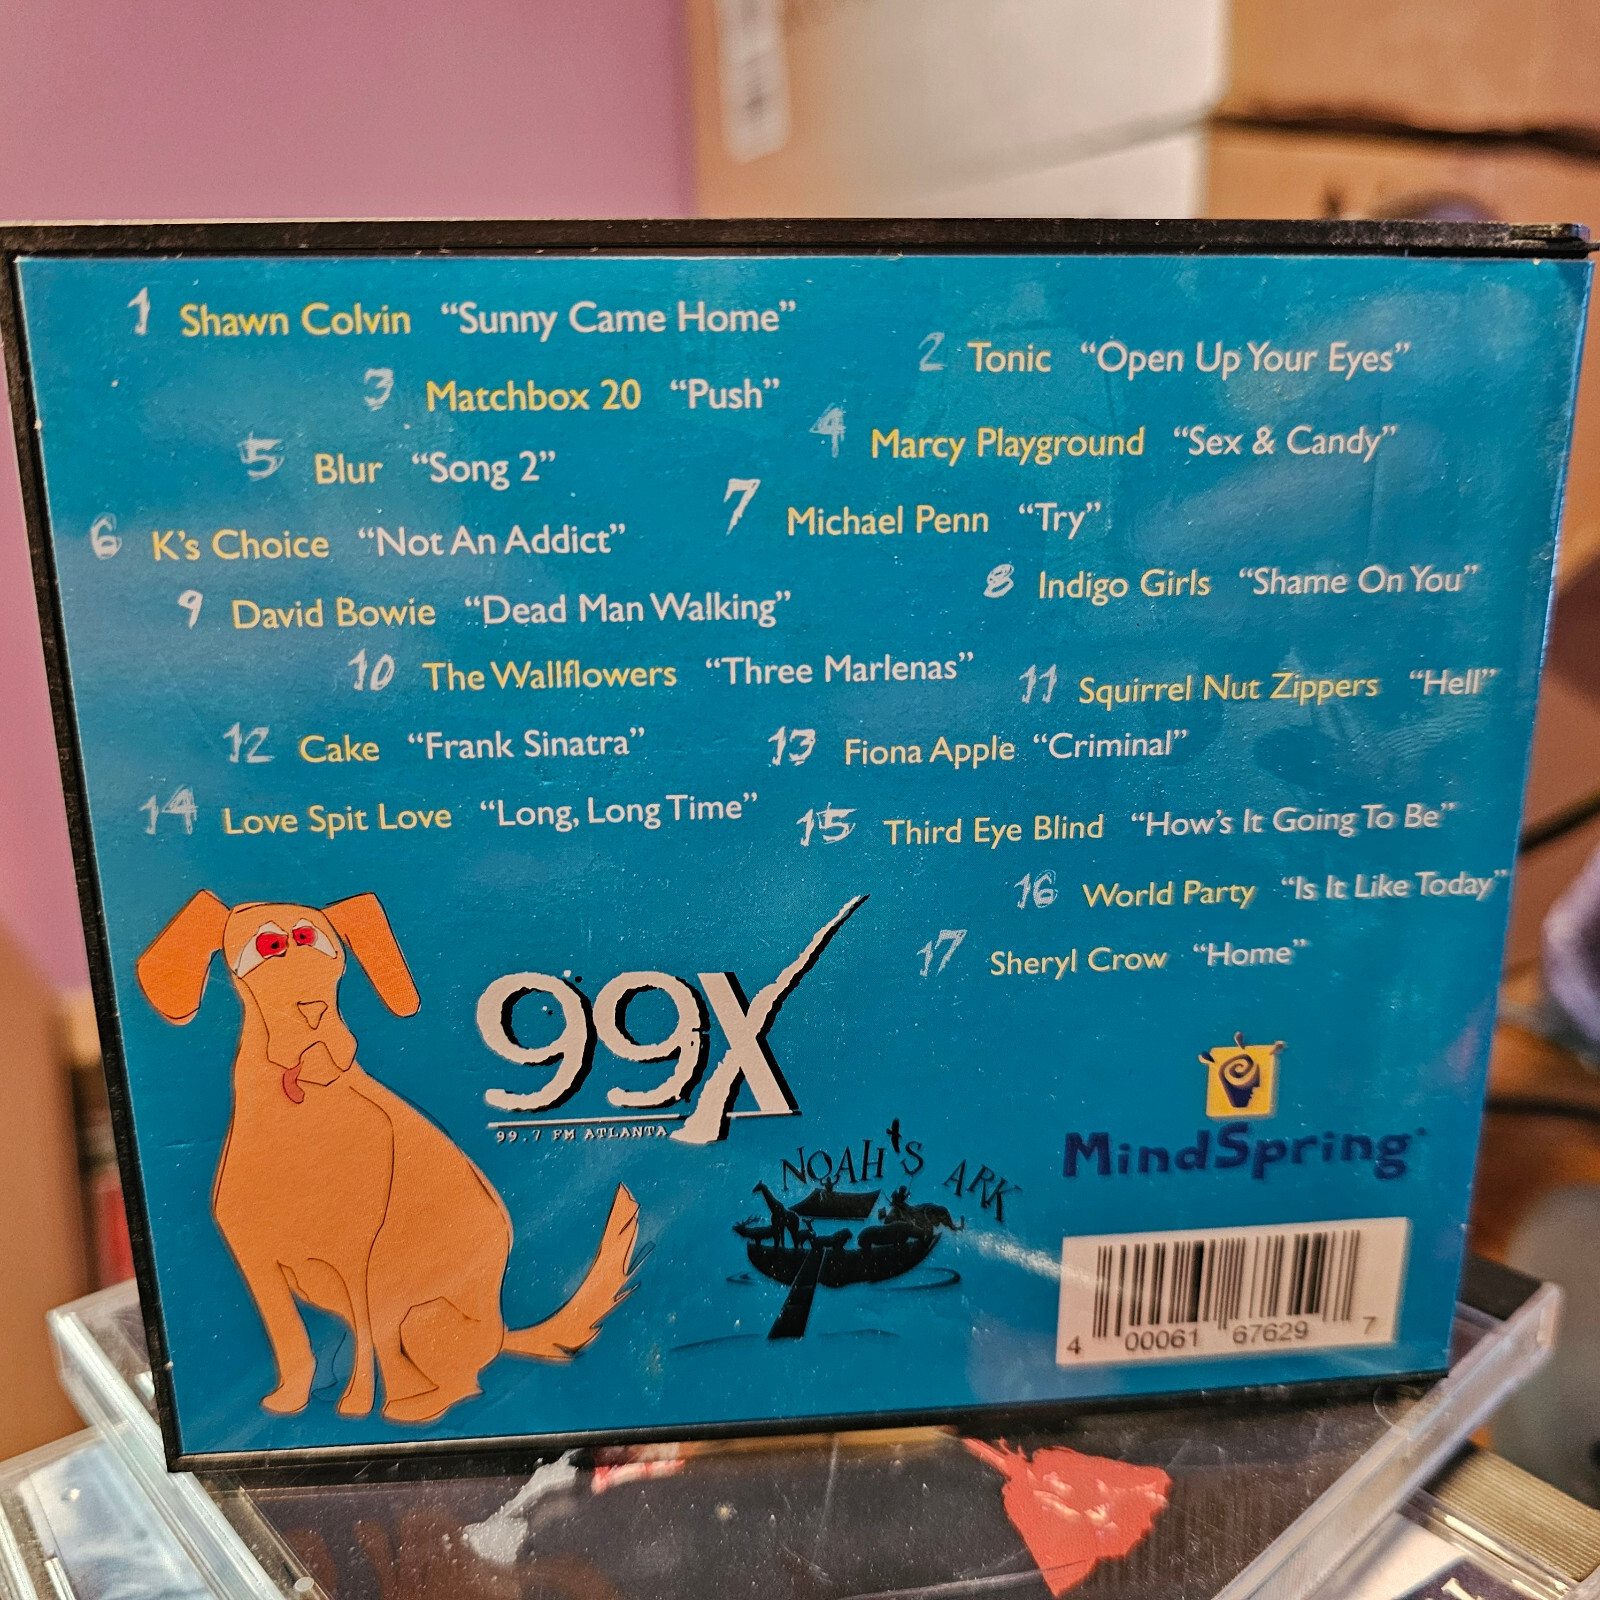 1 Shawn Colvin “Sunny Came Home”
2 Tonic “Open Up Your Eyes”
3 Matchbox 20 “Push”
4 Marcy Playground “Sex & Candy”
5 Blur “Song 2”
6 K's Choice “Not An Addict”
7 Michael Penn “Try”
8 Indigo Girls “Shame On You”
9 David Bowie “Dead Man Walking”
10 The Wallflowers “Three Marlenas”
11 Squirrel Nut Zippers “Hell”
12 Cake “Frank Sinatra”
13 Fiona Apple “Criminal”
14 Love Spit Love “Long, Long Time”
15 Third Eye Blind “How's It Going To Be”
16 World Party “Is It Like Today”
17 Sheryl Crow “Home”
99X
99.7 FM ATLANTA
NOAH's ARK
MindSpring
4 00061 67629 7